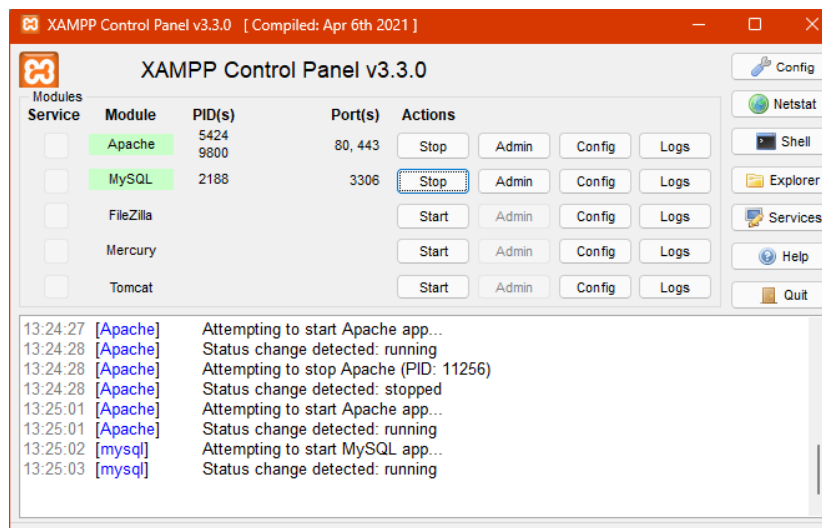 XAMPP Control Panel v3.3.0 [ Compiled: Apr 6th 2021 ]
XAMPP Control Panel v3.3.0
Config
Modules
Service Module PID(s) Port(s) Actions
Netstat
Apache 5424 9800 80, 443 Stop Admin Config Logs
Shell
MySQL 2188 3306 Stop Admin Config Logs
Explorer
FileZilla Start Admin Config Logs
Services
Mercury Start Admin Config Logs
Help
Tomcat Start Admin Config Logs
Quit
13:24:27 [Apache] Attempting to start Apache app...
13:24:28 [Apache] Status change detected: running
13:24:28 [Apache] Attempting to stop Apache (PID: 11256)
13:24:28 [Apache] Status change detected: stopped
13:25:01 [Apache] Attempting to start Apache app...
13:25:01 [Apache] Status change detected: running
13:25:02 [mysql] Attempting to start MySQL app...
13:25:03 [mysql] Status change detected: running